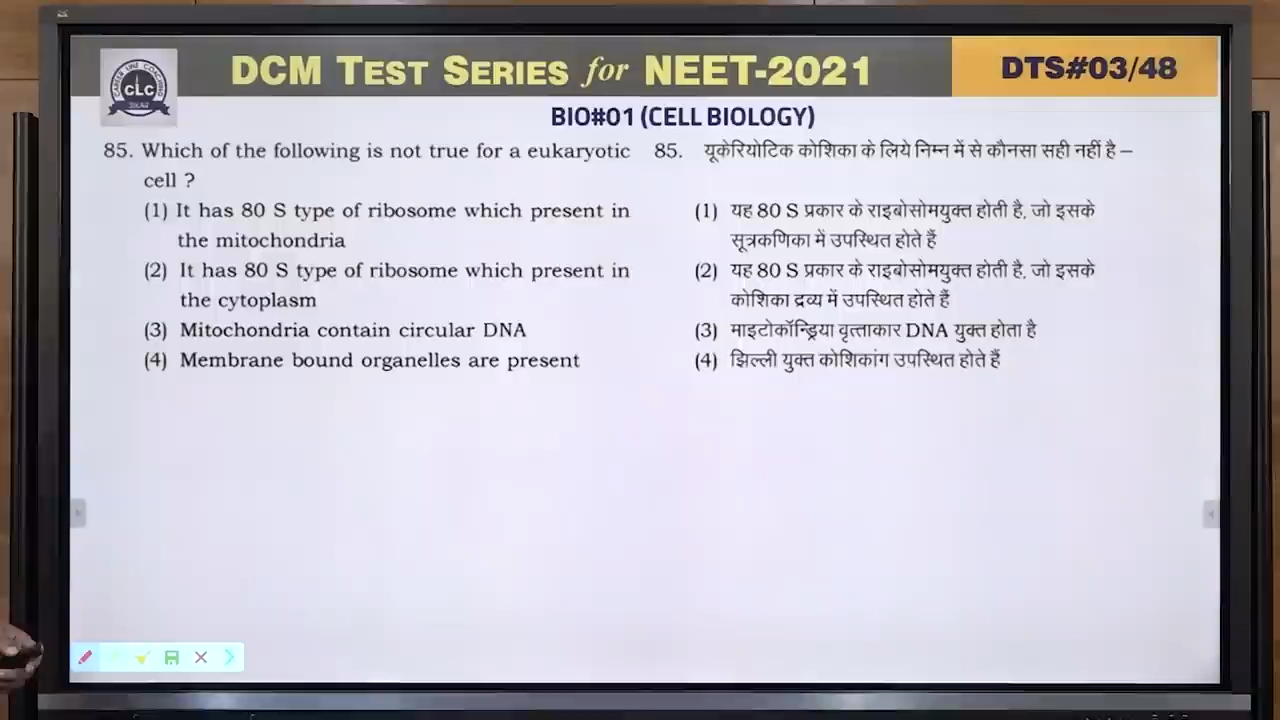 DCM TEST SERIES for NEET-2021
DTS#03/48
CLC
BIO#01 (CELL BIOLOGY)
85. Which of the following is not true for a eukaryotic
cell ?
(1) It has 80 S type of ribosome which present in
the mitochondria
(2) It has 80 S type of ribosome which present in
the cytoplasm
(3) Mitochondria contain circular DNA
(4) Membrane bound organelles are present
85. यूकेरियोटिक कोशिका के लिये निम्न में से कौनसा सही नहीं है –
(1) यह 80 S प्रकार के राइबोसोमयुक्त होती है, जो इसके
सूत्रकणिका में उपस्थित होते हैं
(2) यह 80 S प्रकार के राइबोसोमयुक्त होती है, जो इसके
कोशिका द्रव्य में उपस्थित होते हैं
(3) माइटोकॉन्ड्रिया वृत्ताकार DNA युक्त होता है
(4) झिल्ली युक्त कोशिकांग उपस्थित होते हैं